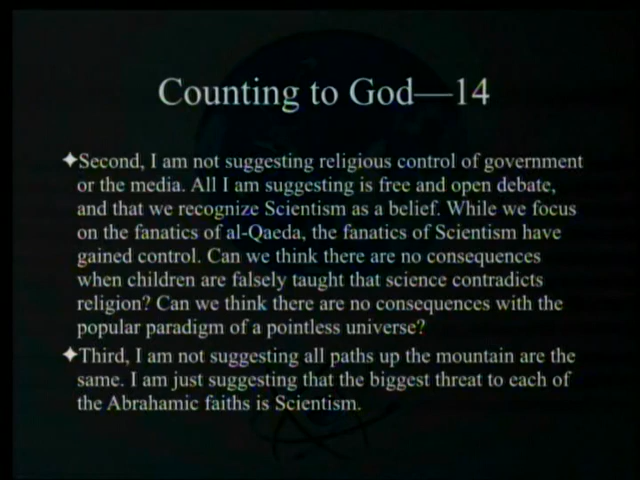 Counting to God—14
✦Second, I am not suggesting religious control of government
or the media. All I am suggesting is free and open debate,
and that we recognize Scientism as a belief. While we focus
on the fanatics of al-Qaeda, the fanatics of Scientism have
gained control. Can we think there are no consequences
when children are falsely taught that science contradicts
religion? Can we think there are no consequences with the
popular paradigm of a pointless universe?
✦Third, I am not suggesting all paths up the mountain are the
same. I am just suggesting that the biggest threat to each of
the Abrahamic faiths is Scientism.